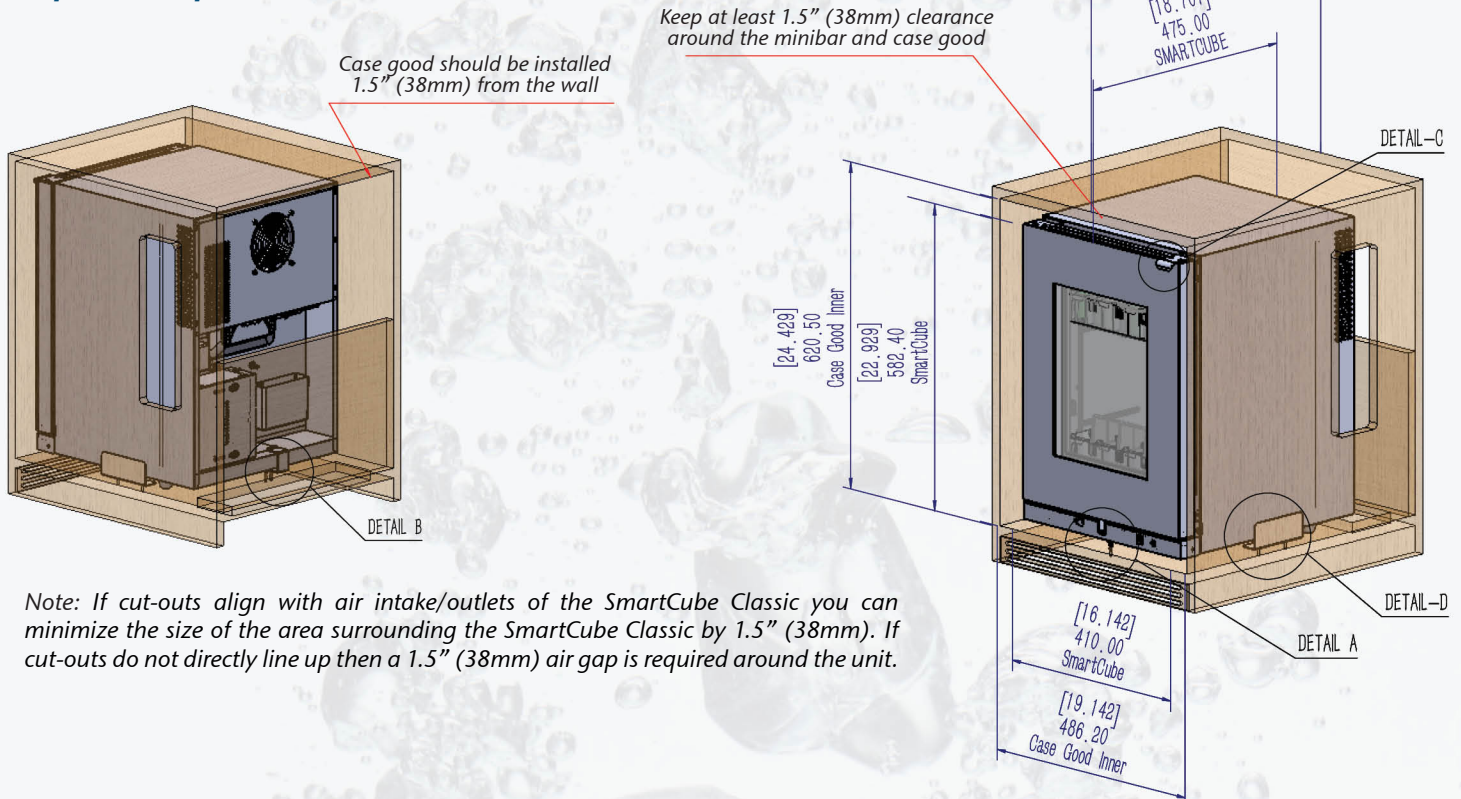 Case good should be installed
1.5” (38mm) from the wall
DETAIL B
Keep at least 1.5” (38mm) clearance
around the minibar and case good
[18.701]
475.00
SMARTCUBE
DETAIL-C
[24.429]
620.50
Case Good Inner
[22.929]
582.40
SmartCube
DETAIL-D
DETAIL A
[16.142]
410.00
SmartCube
[19.142]
486.20
Case Good Inner
Note: If cut-outs align with air intake/outlets of the SmartCube Classic you can
minimize the size of the area surrounding the SmartCube Classic by 1.5” (38mm). If
cut-outs do not directly line up then a 1.5” (38mm) air gap is required around the unit.